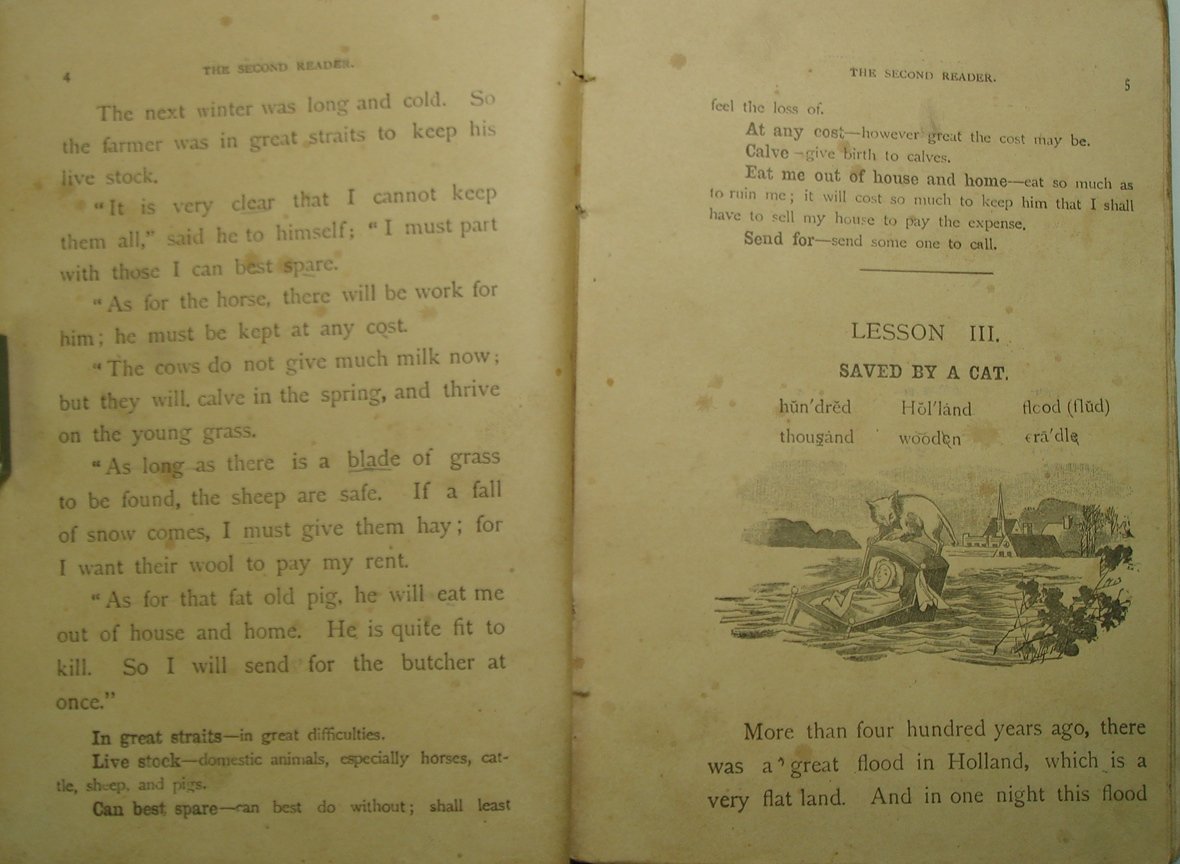 4
THE SECOND READER.
The next winter was long and cold. So
the farmer was in great straits to keep his
live stock.
“It is very clear that I cannot keep
them all,” said he to himself; “I must part
with those I can best spare.
“As for the horse, there will be work for
him; he must be kept at any cost.
“The cows do not give much milk now;
but they will calve in the spring, and thrive
on the young grass.
“As long as there is a blade of grass
to be found, the sheep are safe. If a fall
of snow comes, I must give them hay; for
I want their wool to pay my rent.
“As for that fat old pig, he will eat me
out of house and home. He is quite fit to
kill. So I will send for the butcher at
once.”
In great straits—in great difficulties.
Live stock—domestic animals, especially horses, cat-
tle, sheep, and pigs.
Can best spare—can best do without; shall least
THE SECOND READER.
5
feel the loss of.
At any cost—however great the cost may be.
Calve—give birth to calves.
Eat me out of house and home—eat so much as
to ruin me; it will cost so much to keep him that I shall
have to sell my house to pay the expense.
Send for—send some one to call.
LESSON III.
SAVED BY A CAT.
hŭn′drĕd Hŏl′lånd flood (flŭd)
thouşånd woodĕn crā′dle
More than four hundred years ago, there
was a great flood in Holland, which is a
very flat land. And in one night this flood